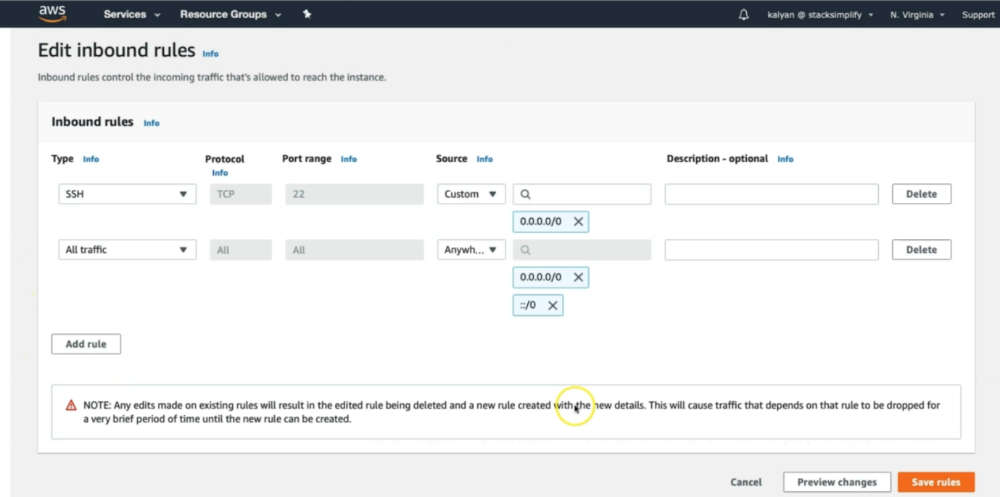 aws Services Resource Groups kalyan @ stacksimplify N. Virginia Support
Edit inbound rules Info
Inbound rules control the incoming traffic that's allowed to reach the instance.
Inbound rules Info
Type Info Protocol Info Port range Info Source Info Description - optional Info
SSH TCP 22 Custom Delete
0.0.0.0/0
All traffic All All Anywh... Delete
0.0.0.0/0
::/0
Add rule
NOTE: Any edits made on existing rules will result in the edited rule being deleted and a new rule created with the new details. This will cause traffic that depends on that rule to be dropped for
a very brief period of time until the new rule can be created.
Cancel Preview changes Save rules